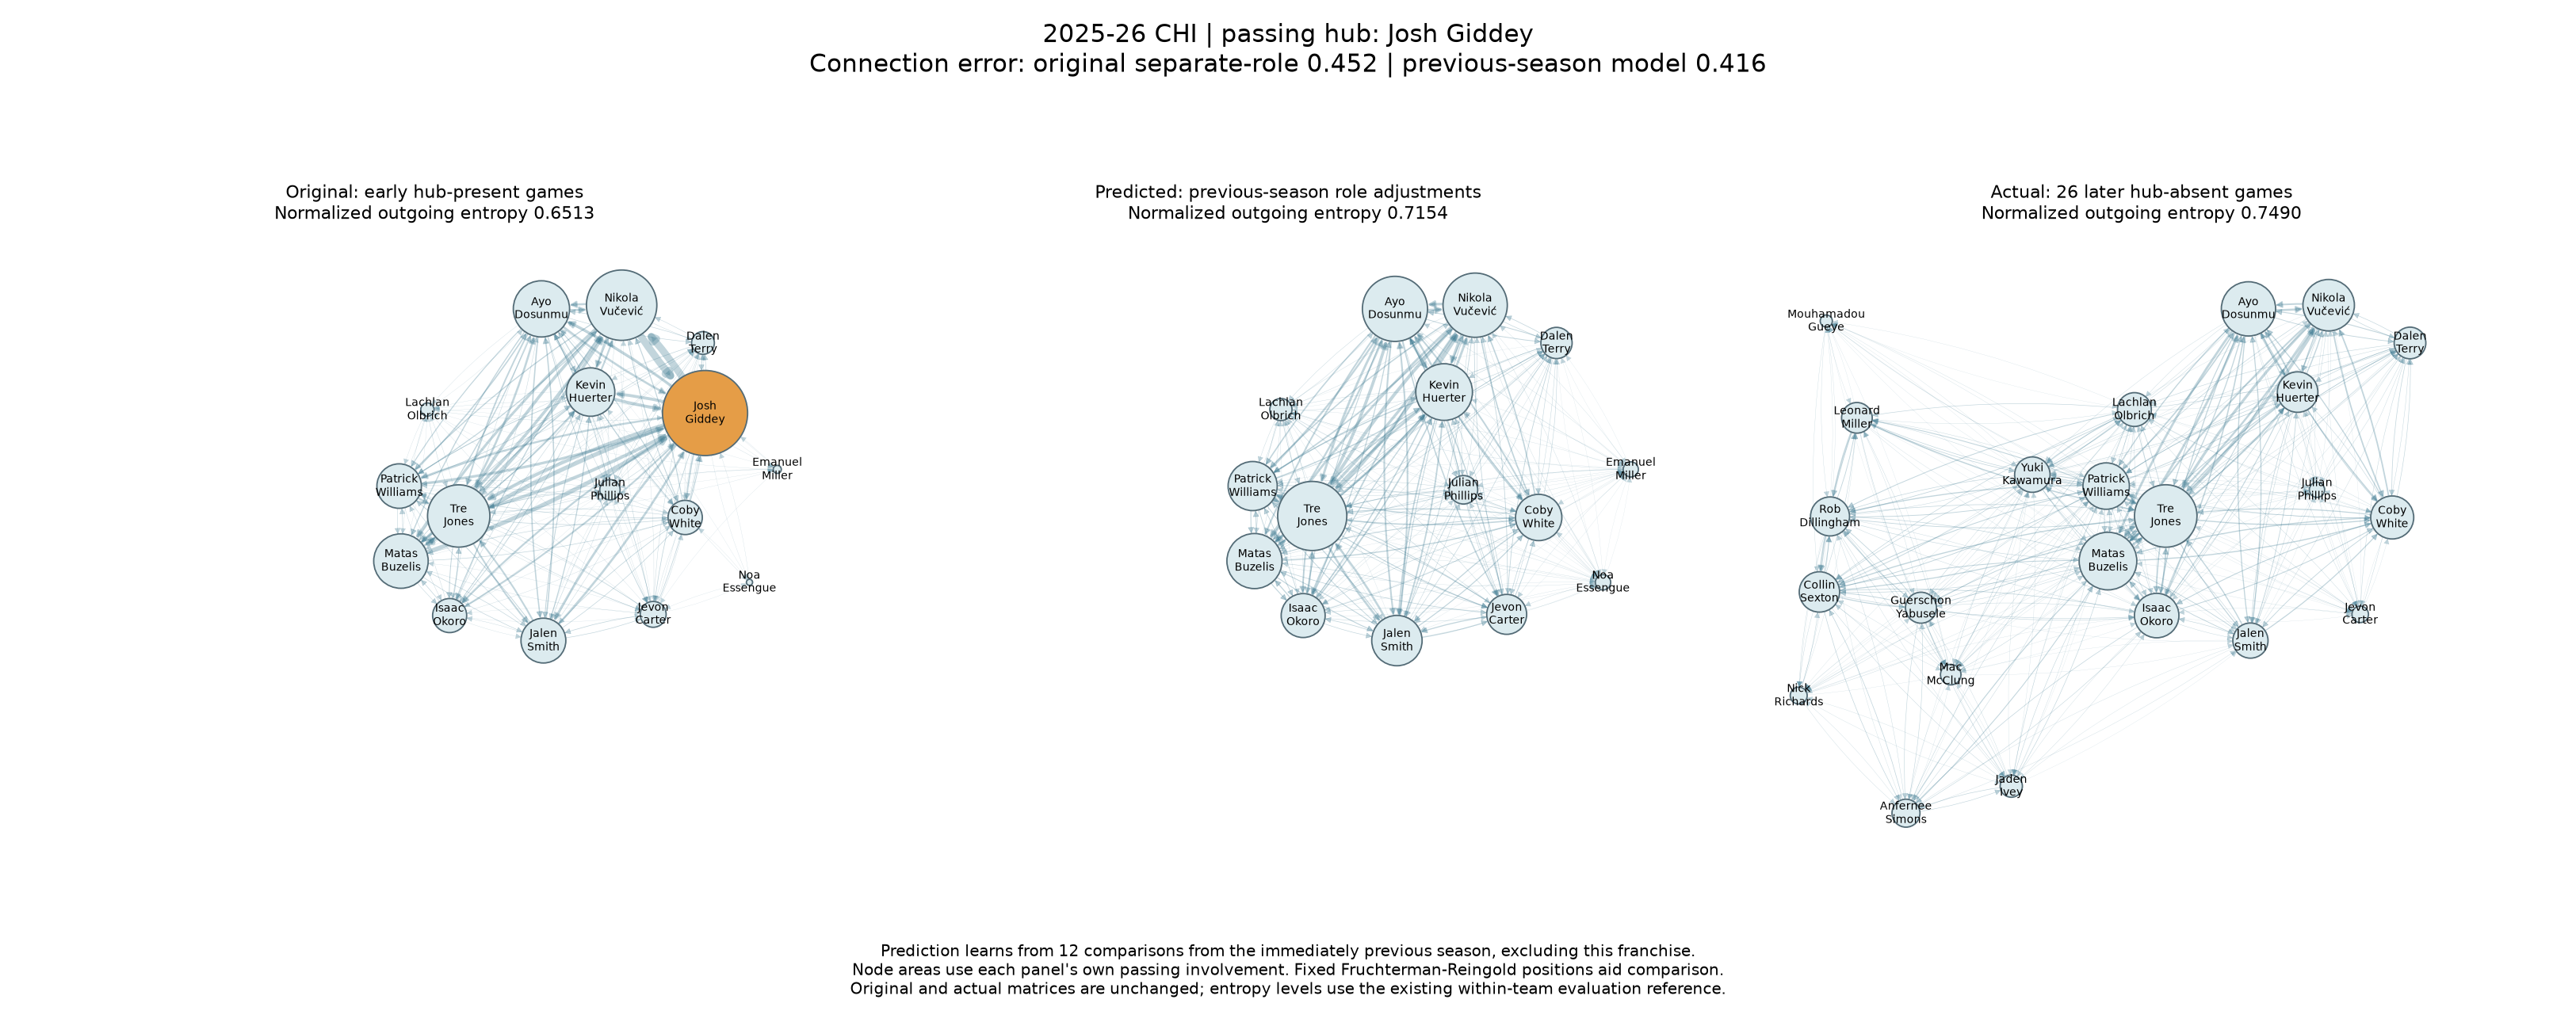 2025-26 CHI | passing hub: Josh Giddey
Connection error: original separate-role 0.452 | previous-season model 0.416
Original: early hub-present games
Normalized outgoing entropy 0.6513
Ayo
Dosunmu
Nikola
Vučević
Dalen
Terry
Kevin
Huerter
Josh
Giddey
Lachlan
Olbrich
Emanuel
Miller
Patrick
Williams
Julian
Phillips
Tre
Jones
Coby
White
Matas
Buzelis
Noa
Essengue
Isaac
Okoro
Jevon
Carter
Jalen
Smith
Predicted: previous-season role adjustments
Normalized outgoing entropy 0.7154
Ayo
Dosunmu
Nikola
Vučević
Dalen
Terry
Kevin
Huerter
Lachlan
Olbrich
Emanuel
Miller
Patrick
Williams
Julian
Phillips
Tre
Jones
Coby
White
Matas
Buzelis
Noa
Essengue
Isaac
Okoro
Jevon
Carter
Jalen
Smith
Actual: 26 later hub-absent games
Normalized outgoing entropy 0.7490
Mouhamadou
Gueye
Ayo
Dosunmu
Nikola
Vučević
Dalen
Terry
Kevin
Huerter
Leonard
Miller
Lachlan
Olbrich
Yuki
Kawamura
Patrick
Williams
Julian
Phillips
Rob
Dillingham
Tre
Jones
Coby
White
Matas
Buzelis
Collin
Sexton
Guerschon
Yabusele
Isaac
Okoro
Jevon
Carter
Jalen
Smith
Mac
McClung
Nick
Richards
Jaden
Ivey
Anfernee
Simons
Prediction learns from 12 comparisons from the immediately previous season, excluding this franchise.
Node areas use each panel's own passing involvement. Fixed Fruchterman-Reingold positions aid comparison.
Original and actual matrices are unchanged; entropy levels use the existing within-team evaluation reference.